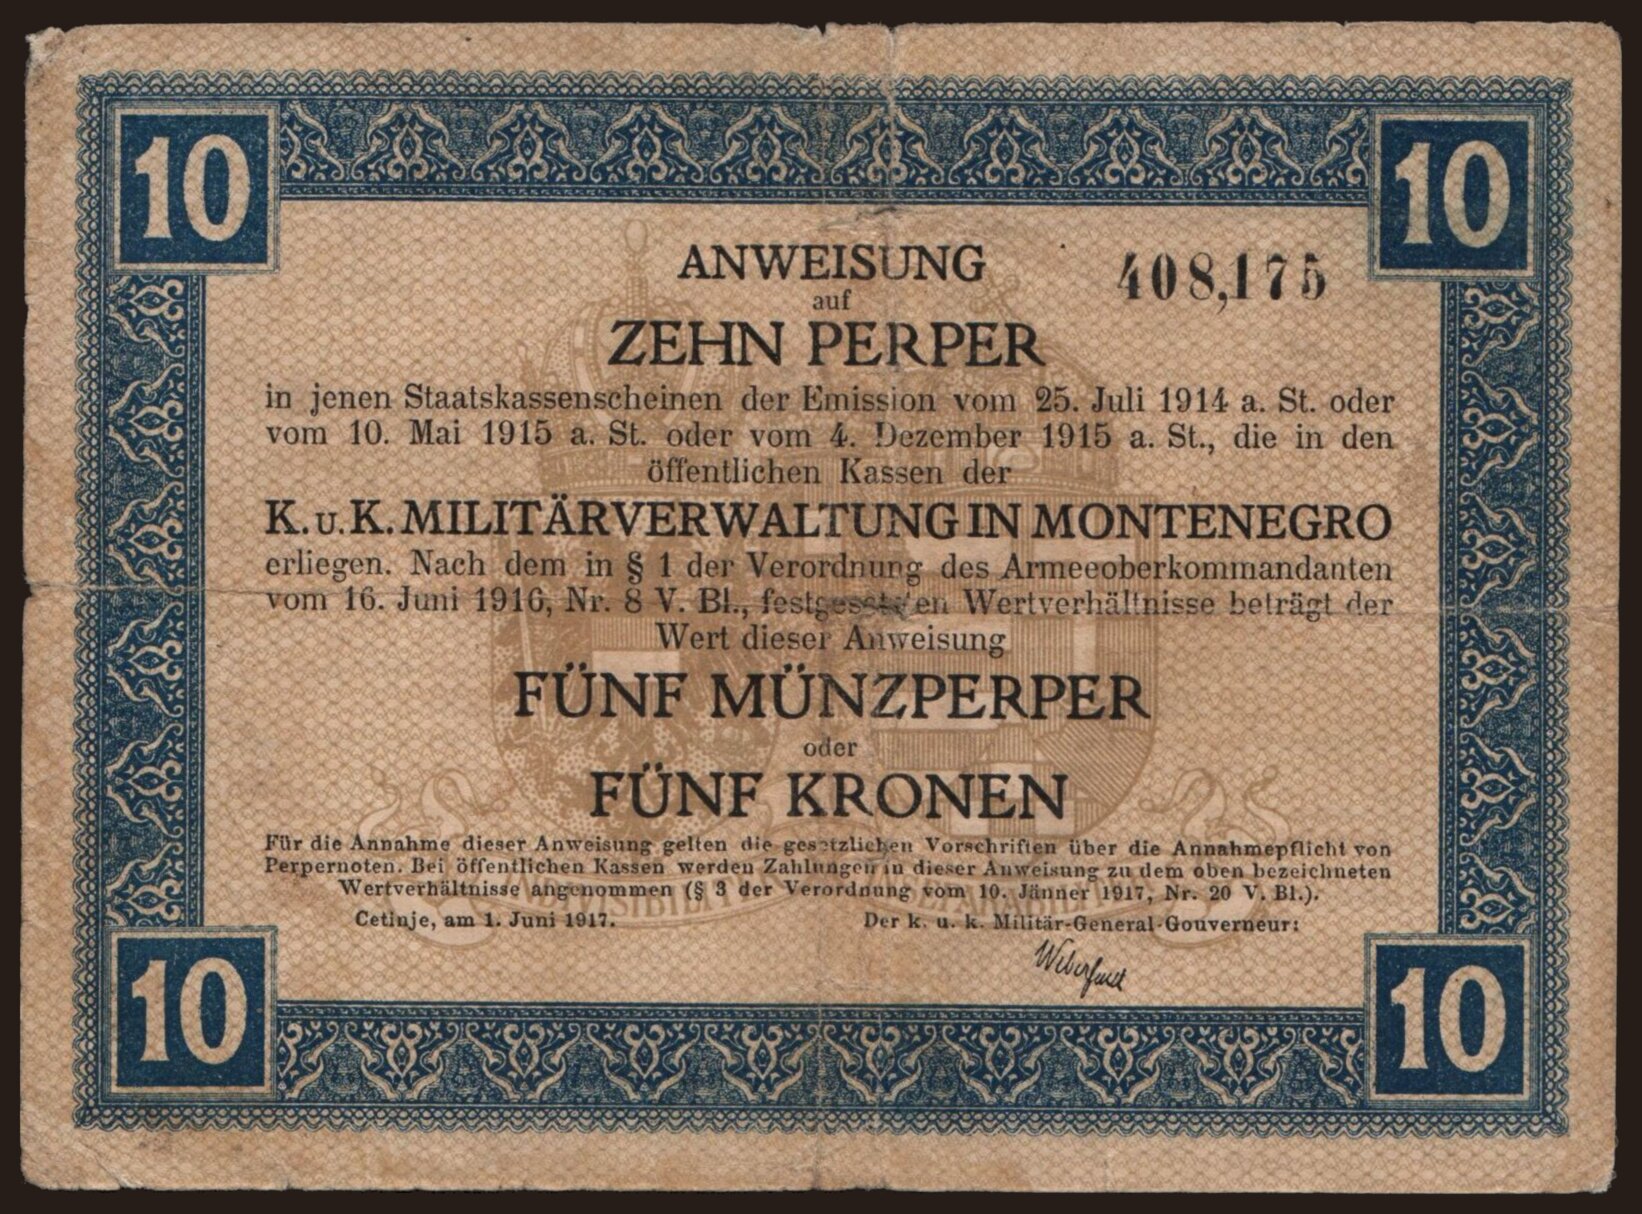 10
10
ANWEISUNG
408,175
auf
ZEHN PERPER
in jenen Staatskassenscheinen der Emission vom 25. Juli 1914 a. St. oder
vom 10. Mai 1915 a. St. oder vom 4. Dezember 1915 a. St., die in den
öffentlichen Kassen der
K. u. K. MILITÄRVERWALTUNG IN MONTENEGRO
erliegen. Nach dem in § 1 der Verordnung des Armeeoberkommandanten
vom 16. Juni 1916, Nr. 8 V. Bl., festgesetzten Wertverhältnisse beträgt der
Wert dieser Anweisung
FÜNF MÜNZPERPER
oder
FÜNF KRONEN
Für die Annahme dieser Anweisung gelten die gesetzlichen Vorschriften über die Annahmepflicht von
Perpernoten. Bei öffentlichen Kassen werden Zahlungen in dieser Anweisung zu dem oben bezeichneten
Wertverhältnisse angenommen (§ 3 der Verordnung vom 10. Jänner 1917, Nr. 20 V. Bl.).
Cetinje, am 1. Juni 1917.
Der k. u. k. Militär-General-Gouverneur:
10
10